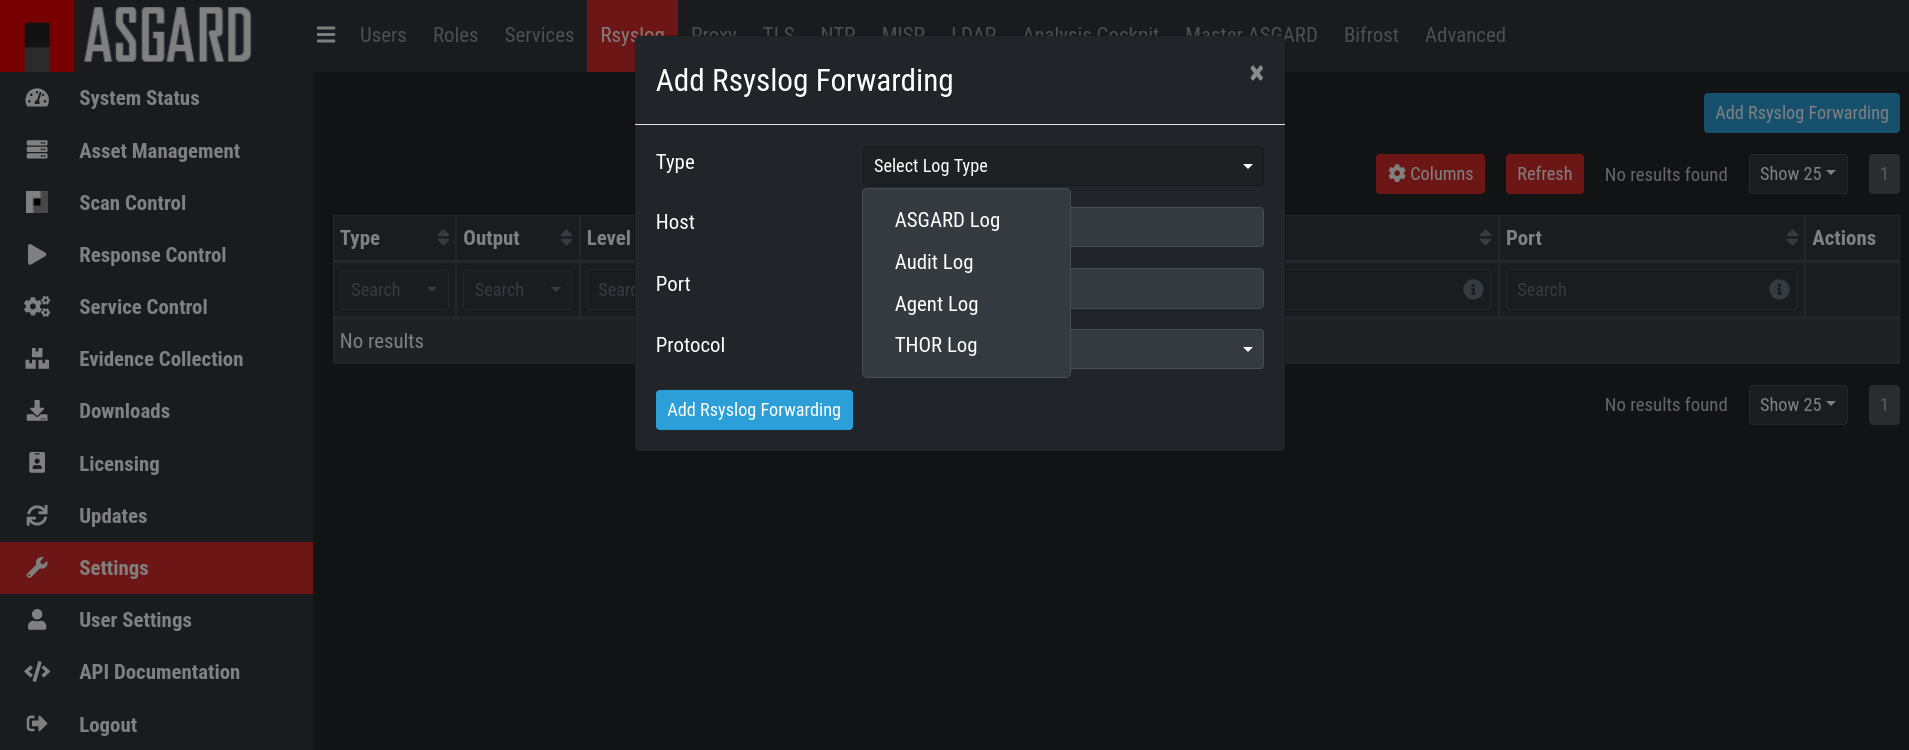 ASGARD
Users Roles Services Rsyslog Proxy TLS NTP MISP LDAP Analysis Cockpit Master ASGARD Bifrost Advanced
System Status
Asset Management
Scan Control
Response Control
Service Control
Evidence Collection
Downloads
Licensing
Updates
Settings
User Settings
API Documentation
Logout
Add Rsyslog Forwarding
Columns Refresh No results found Show 25 1
Type Output Level Port Actions
Search Search Searc Search
No results
No results found Show 25 1
Add Rsyslog Forwarding ×
Type Select Log Type
ASGARD Log
Host
Audit Log
Port
Agent Log
Protocol
THOR Log
Add Rsyslog Forwarding